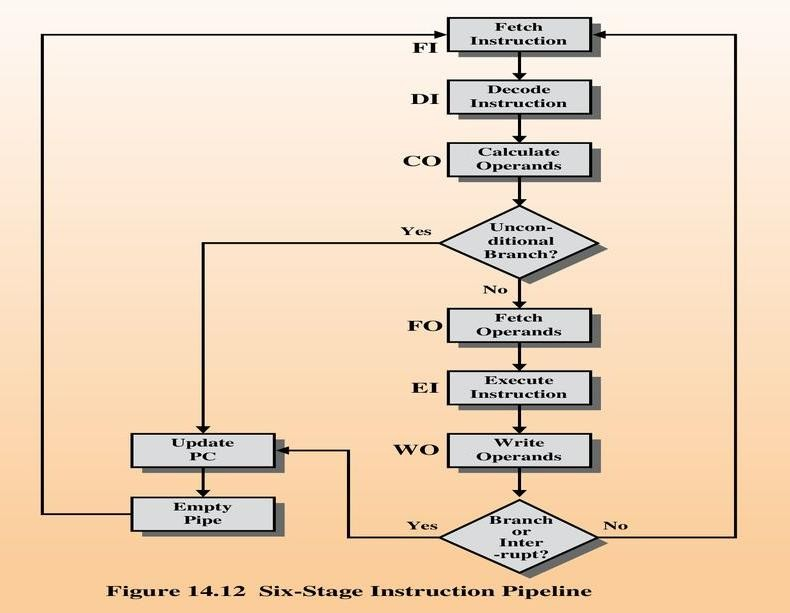 Fetch
Instruction
FI
Decode
Instruction
DI
Calculate
Operands
CO
Uncon-
ditional
Branch?
Yes
No
Fetch
Operands
FO
Execute
Instruction
EI
Update
PC
Write
Operands
WO
Empty
Pipe
Branch
or
Inter
-rupt?
Yes
No
Figure 14.12 Six-Stage Instruction Pipeline